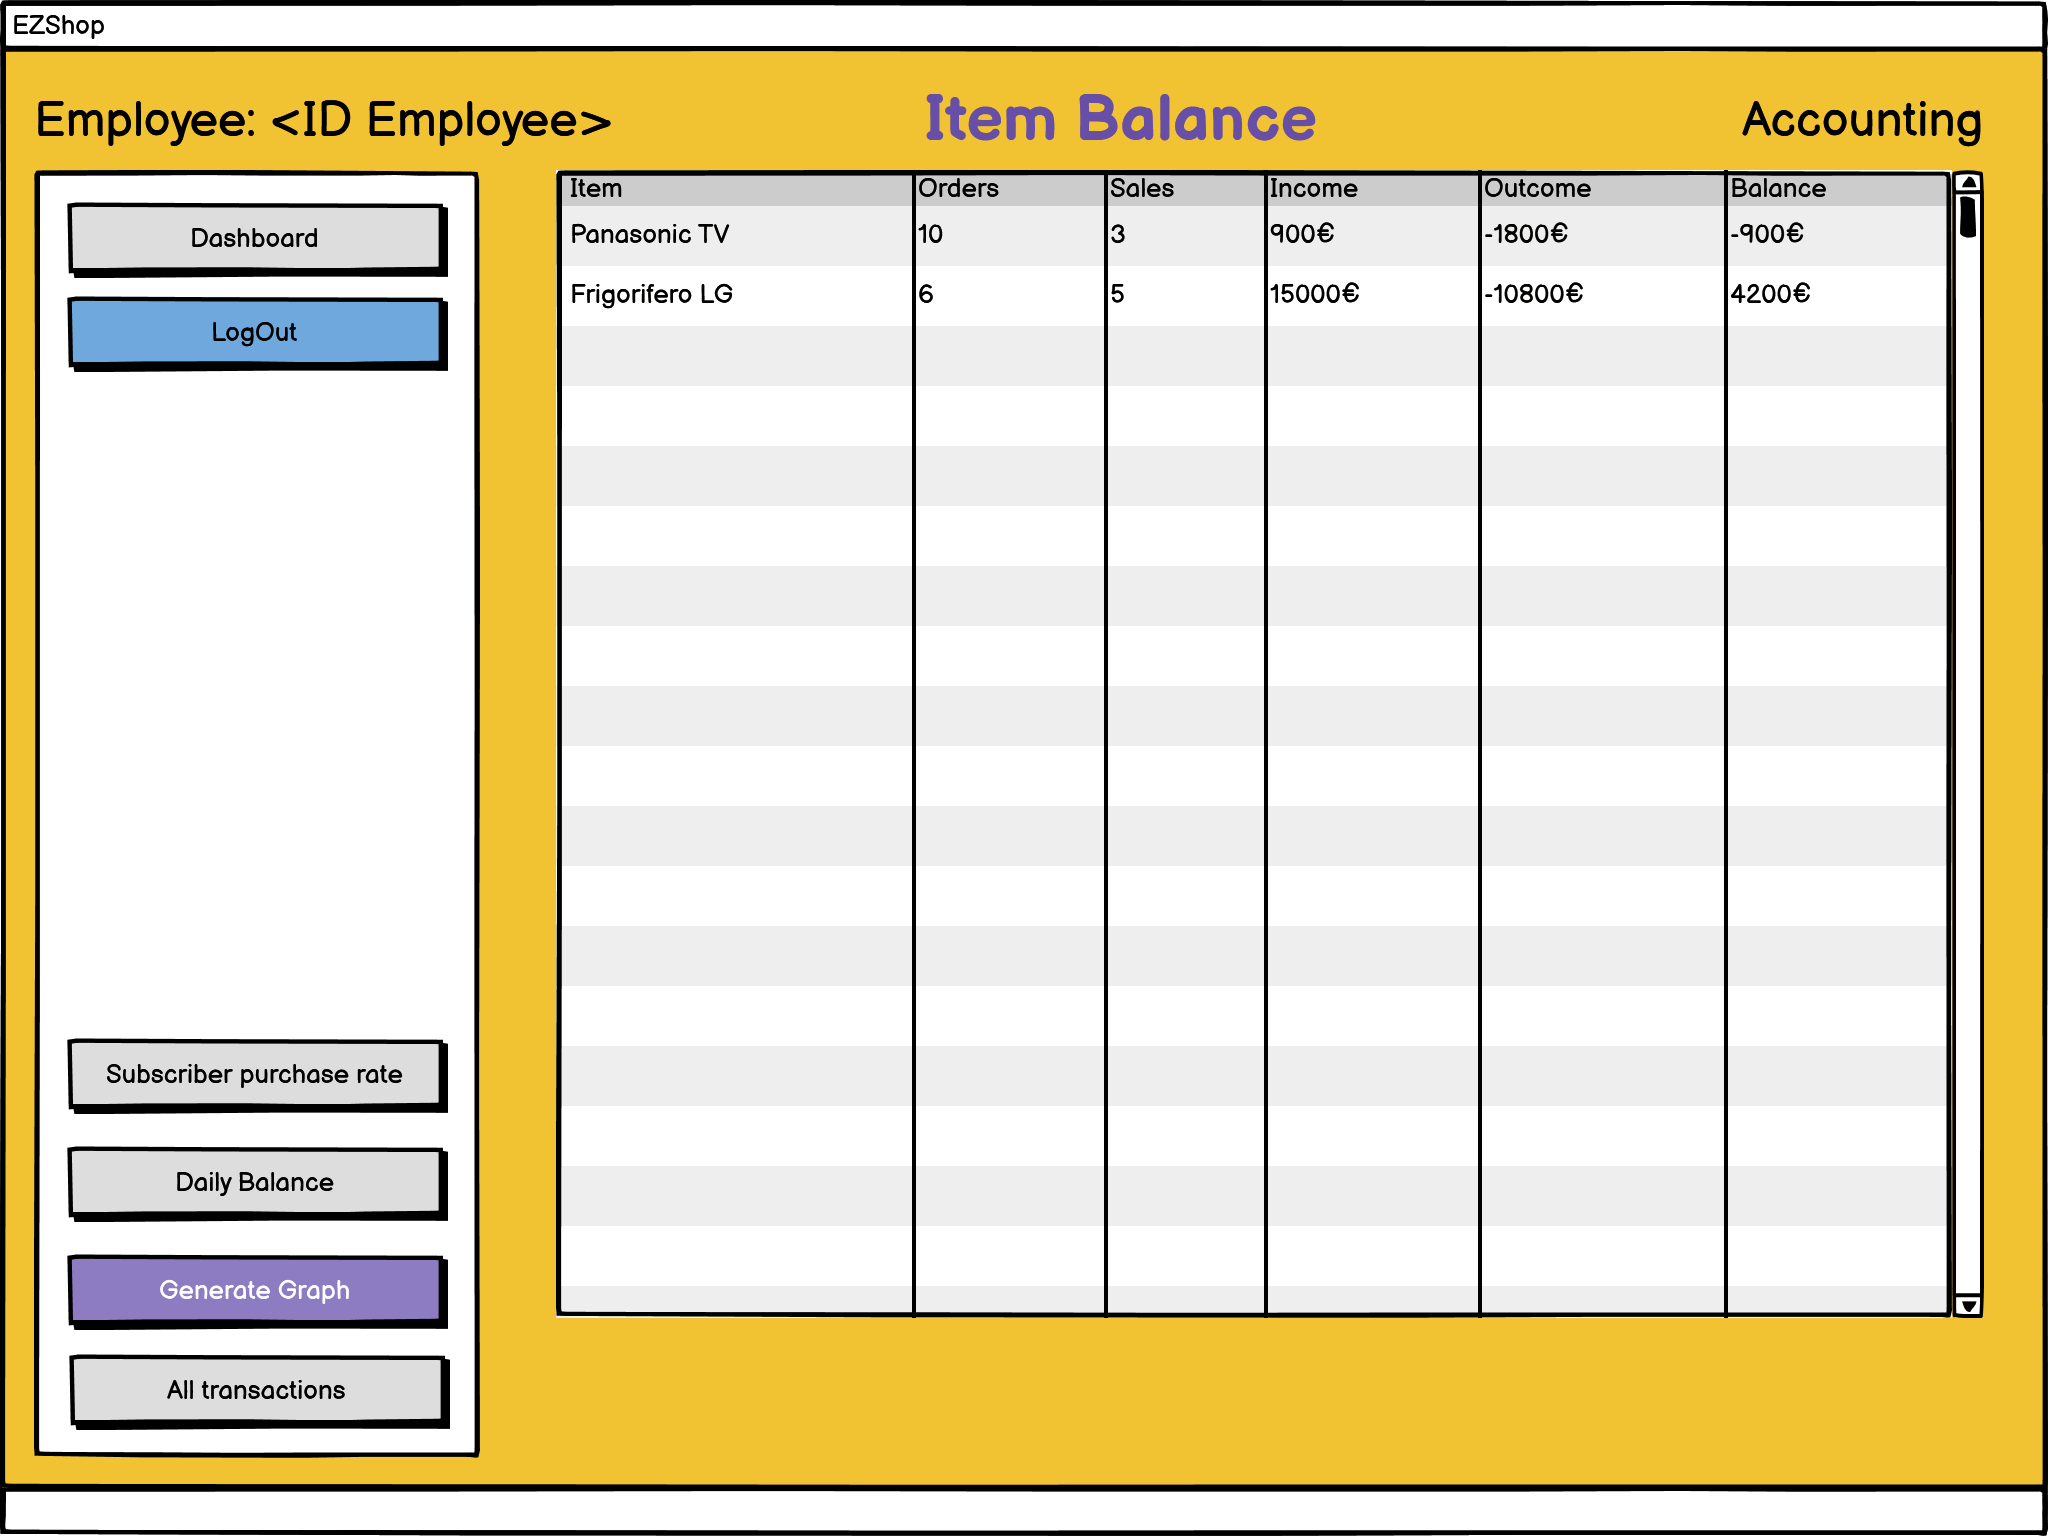 EZShop
Employee: <ID Employee>
Item Balance
Accounting
Dashboard
LogOut
Subscriber purchase rate
Daily Balance
Generate Graph
All transactions
Item Orders Sales Income Outcome Balance
Panasonic TV 10 3 900€ -1800€ -900€
Frigorifero LG 6 5 15000€ -10800€ 4200€